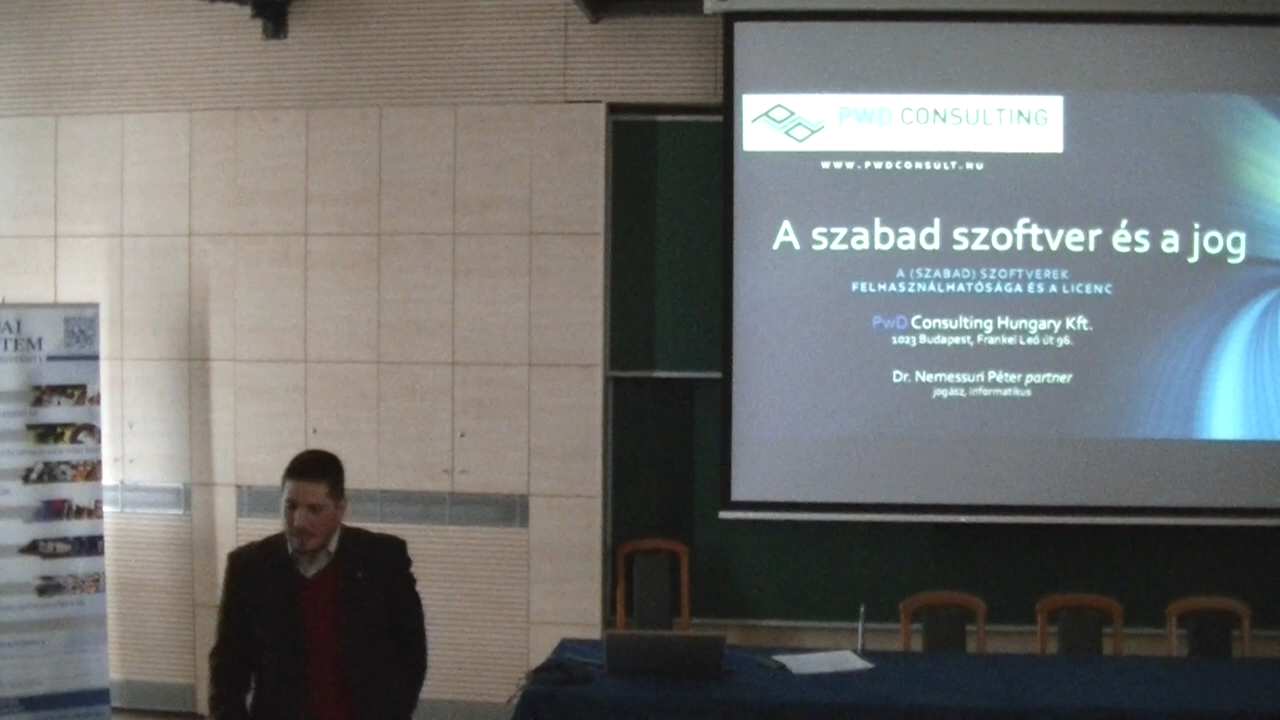 PWD CONSULTING
WWW.PWDCONSULT.HU
A szabad szoftver és a jog
A (SZABAD) SZOFTVEREK
FELHASZNÁLHATÓSÁGA ÉS A LICENC
PwD Consulting Hungary Kft.
1023 Budapest, Frankel Leó út 96.
Dr. Nemessuri Péter partner
jogász, informatikus